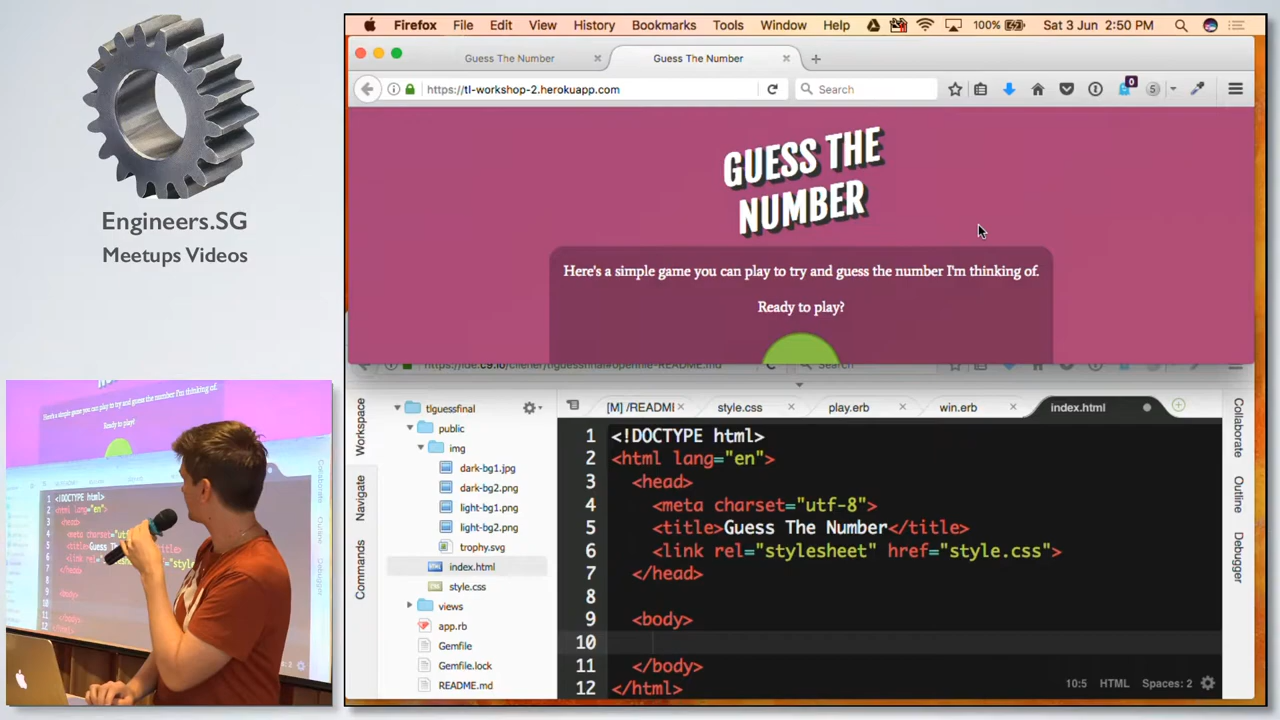 Engineers.SG
Meetups Videos
Firefox File Edit View History Bookmarks Tools Window Help 100% Sat 3 Jun 2:50 PM
Guess The Number
Guess The Number
https://tl-workshop-2.herokuapp.com
Search
0
S
GUESS THE
NUMBER
Here's a simple game you can play to try and guess the number I'm thinking of.
Ready to play?
Search
Workspace
Navigate
Commands
tlguessfinal
public
img
dark-bg1.jpg
dark-bg2.png
light-bg1.png
light-bg2.png
trophy.svg
index.html
style.css
views
app.rb
Gemfile
Gemfile.lock
README.md
[M] /READMI
style.css
play.erb
win.erb
index.html
1 <!DOCTYPE html>
2 <html lang="en">
3 <head>
4 <meta charset="utf-8">
5 <title>Guess The Number</title>
6 <link rel="stylesheet" href="style.css">
7 </head>
8
9 <body>
10
11 </body>
12 </html>
10:5 HTML Spaces: 2
Collaborate
Outline
Debugger